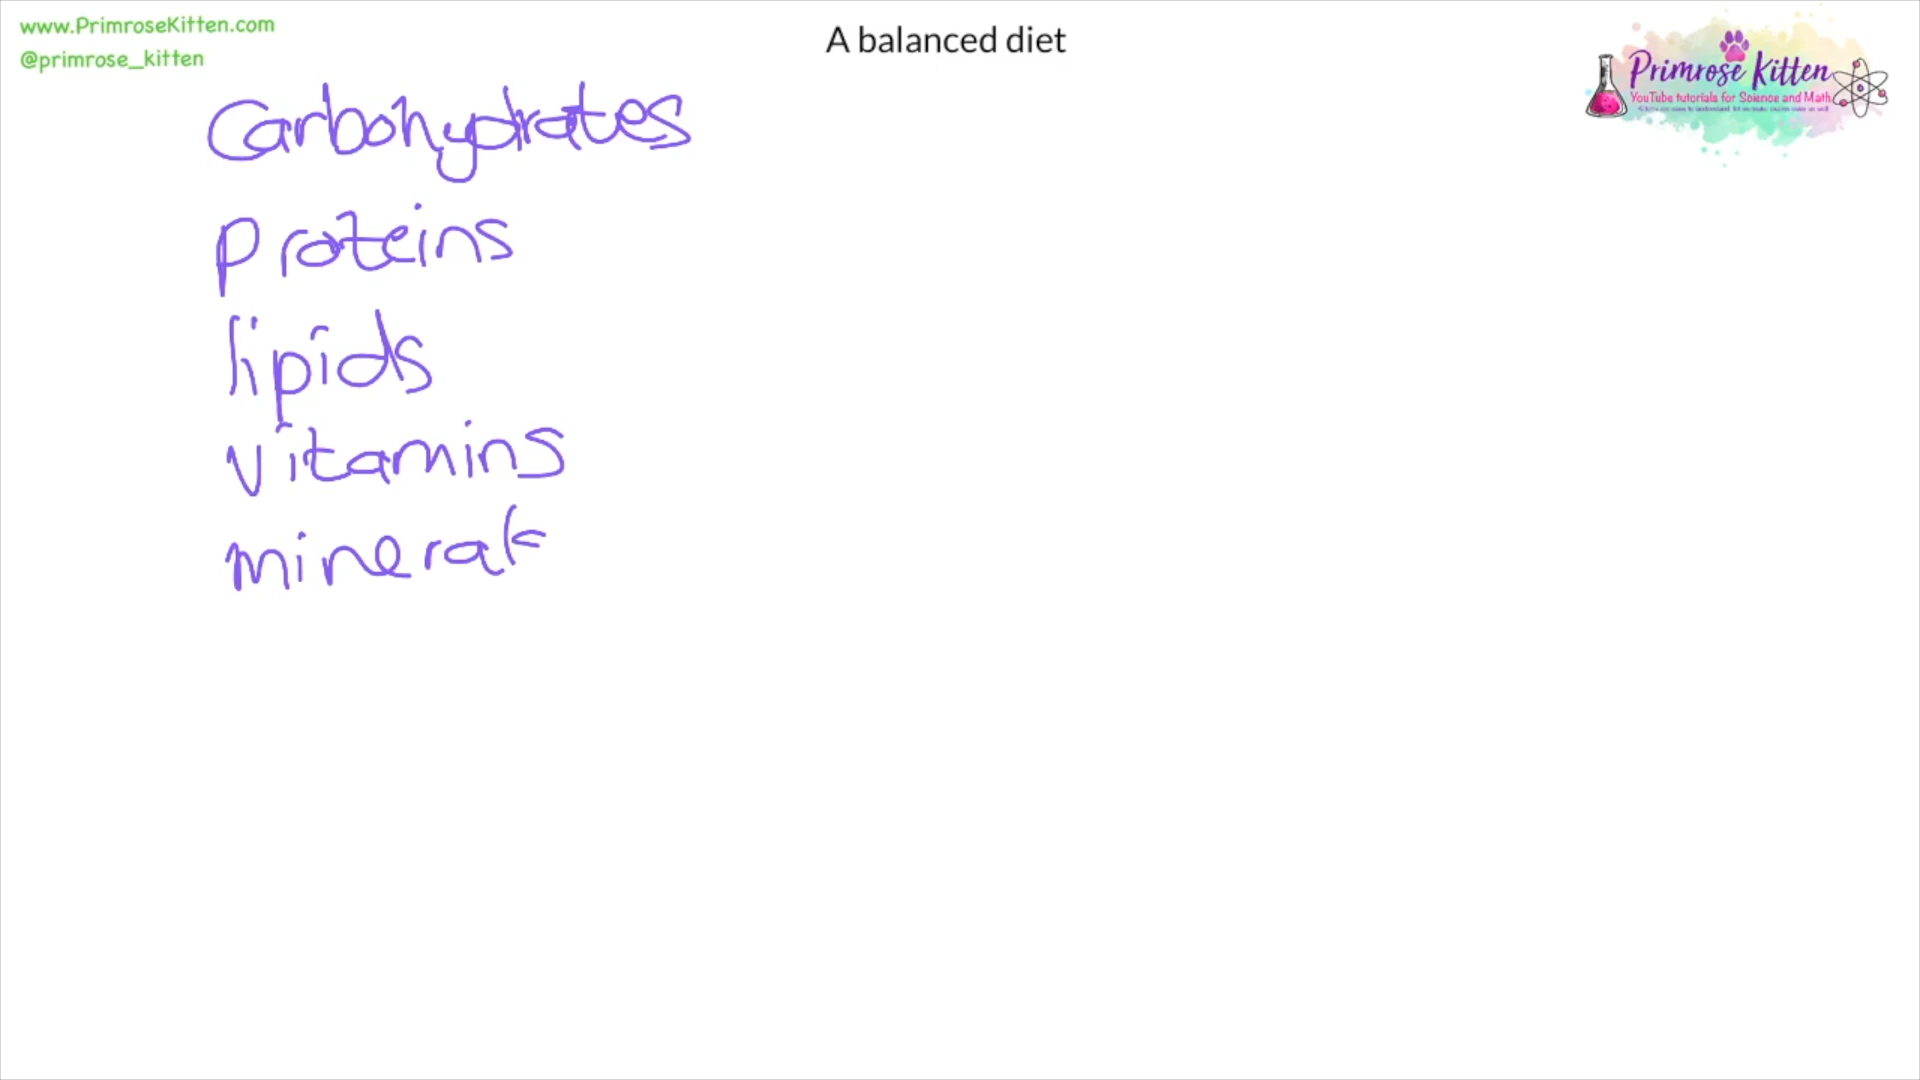 www.PrimroseKitten.com
@primrose_kitten
A balanced diet
Primrose Kitten
YouTube tutorials for Science and Math
Carbohydrates
Proteins
lipids
vitamins
minerals